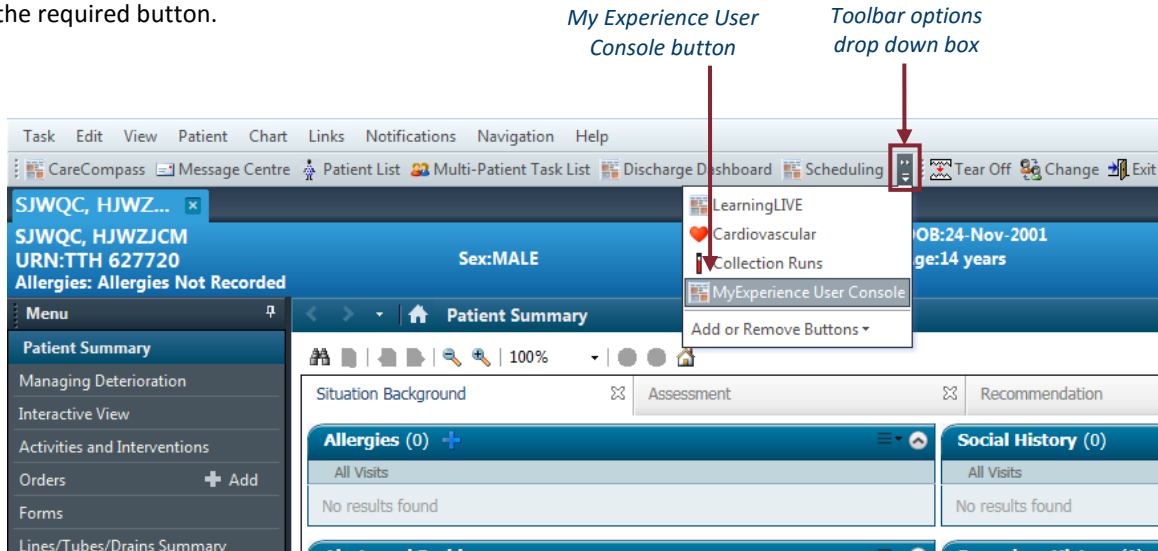 the required button.
My Experience User
Console button
Toolbar options
drop down box
Task Edit View Patient Chart Links Notifications Navigation Help
CareCompass Message Centre Patient List Multi-Patient Task List Discharge Dashboard Scheduling Tear Off Change Exit
SJWQC, HJWZ...
LearningLIVE
Cardiovascular
Collection Runs
MyExperience User Console
Add or Remove Buttons
SJWQC, HJWZJCM
OB:24-Nov-2001
URN:TTH 627720 Sex:MALE ge:14 years
Allergies: Allergies Not Recorded
Menu
Patient Summary
Patient Summary
Managing Deterioration
Interactive View
Activities and Interventions
Orders Add
Forms
Lines/Tubes/Drains Summary
100%
Situation Background Assessment Recommendation
Allergies (0)
All Visits
No results found
Social History (0)
All Visits
No results found